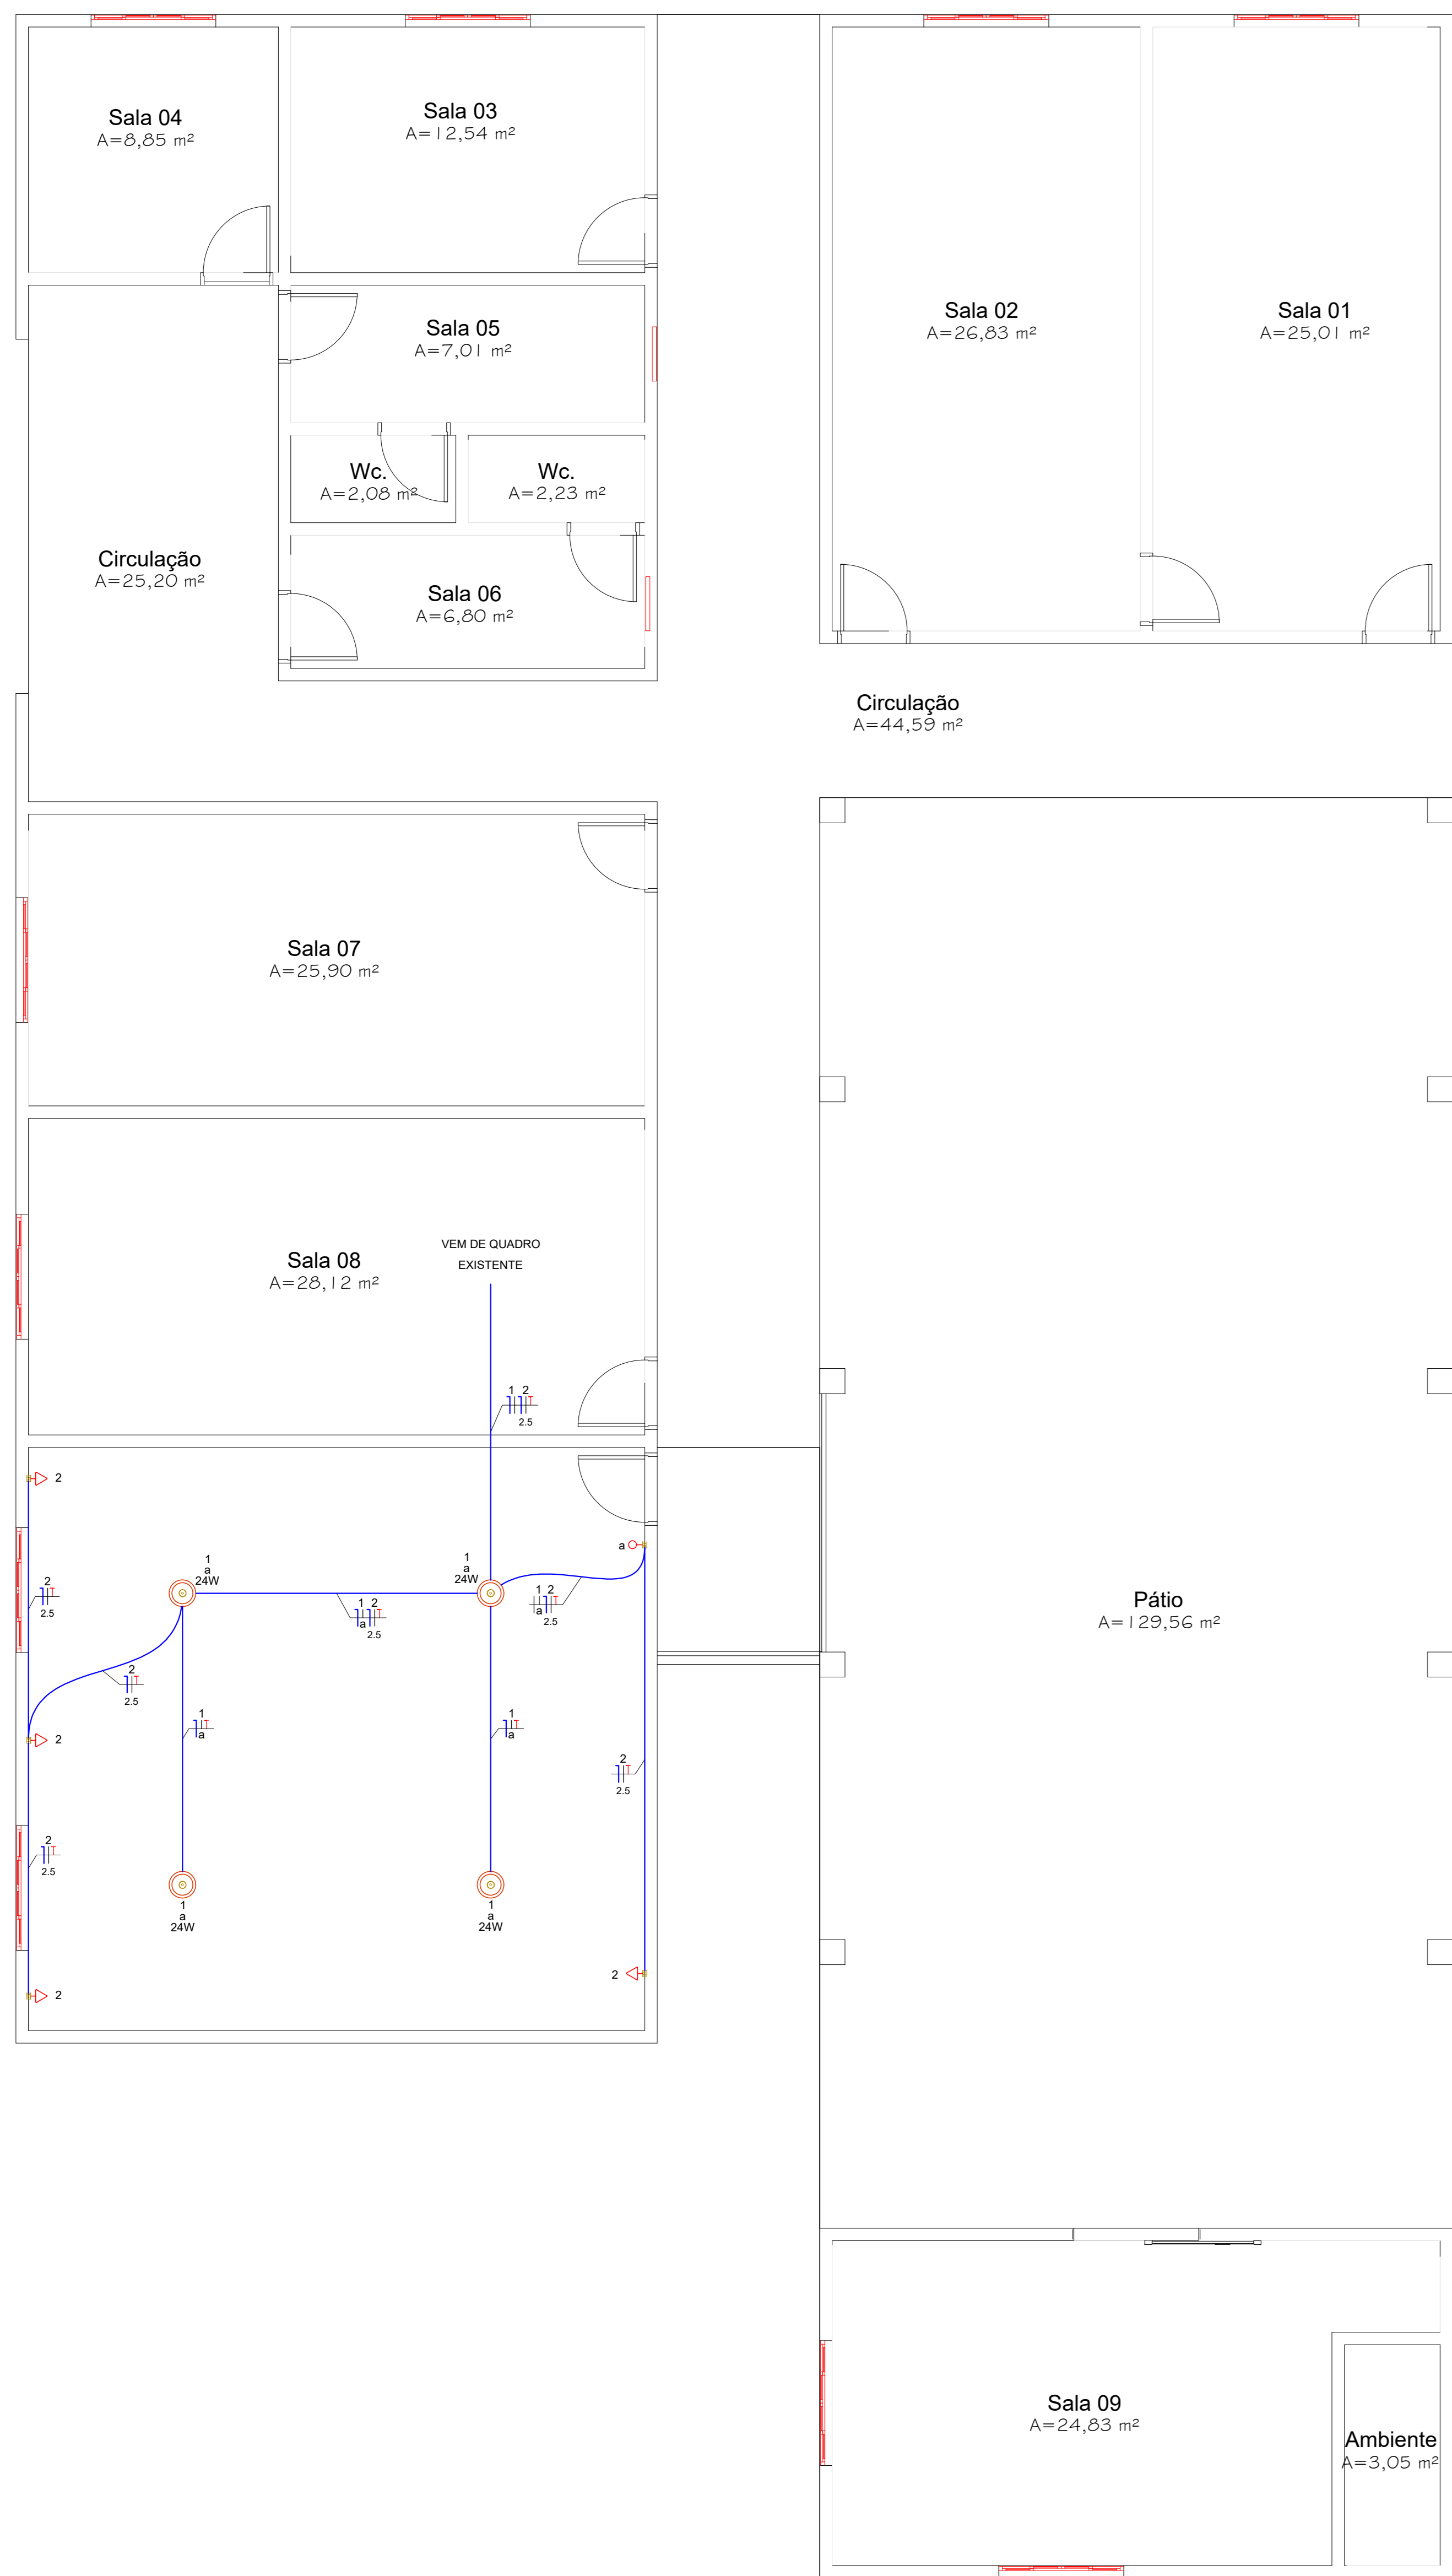 Sala 04
A=8,85 m²
Sala 03
A=12,54 m²
Sala 02
A=26,83 m²
Sala 01
A=25,01 m²
Sala 05
A=7,01 m²
Wc.
A=2,08 m²
Wc.
A=2,23 m²
Circulação
A=25,20 m²
Sala 06
A=6,80 m²
Circulação
A=44,59 m²
Sala 07
A=25,90 m²
Sala 08
A=28,12 m²
VEM DE QUADRO
EXISTENTE
1 2
2.5
2
1
a
24W
1
a
24W
a
2
2.5
1 2
a
2.5
1 2
a
2.5
Pátio
A=129,56 m²
2
2.5
1
a
1
a
2
2
2.5
2
2.5
1
a
24W
1
a
24W
2
2
Sala 09
A=24,83 m²
Ambiente
A=3,05 m²